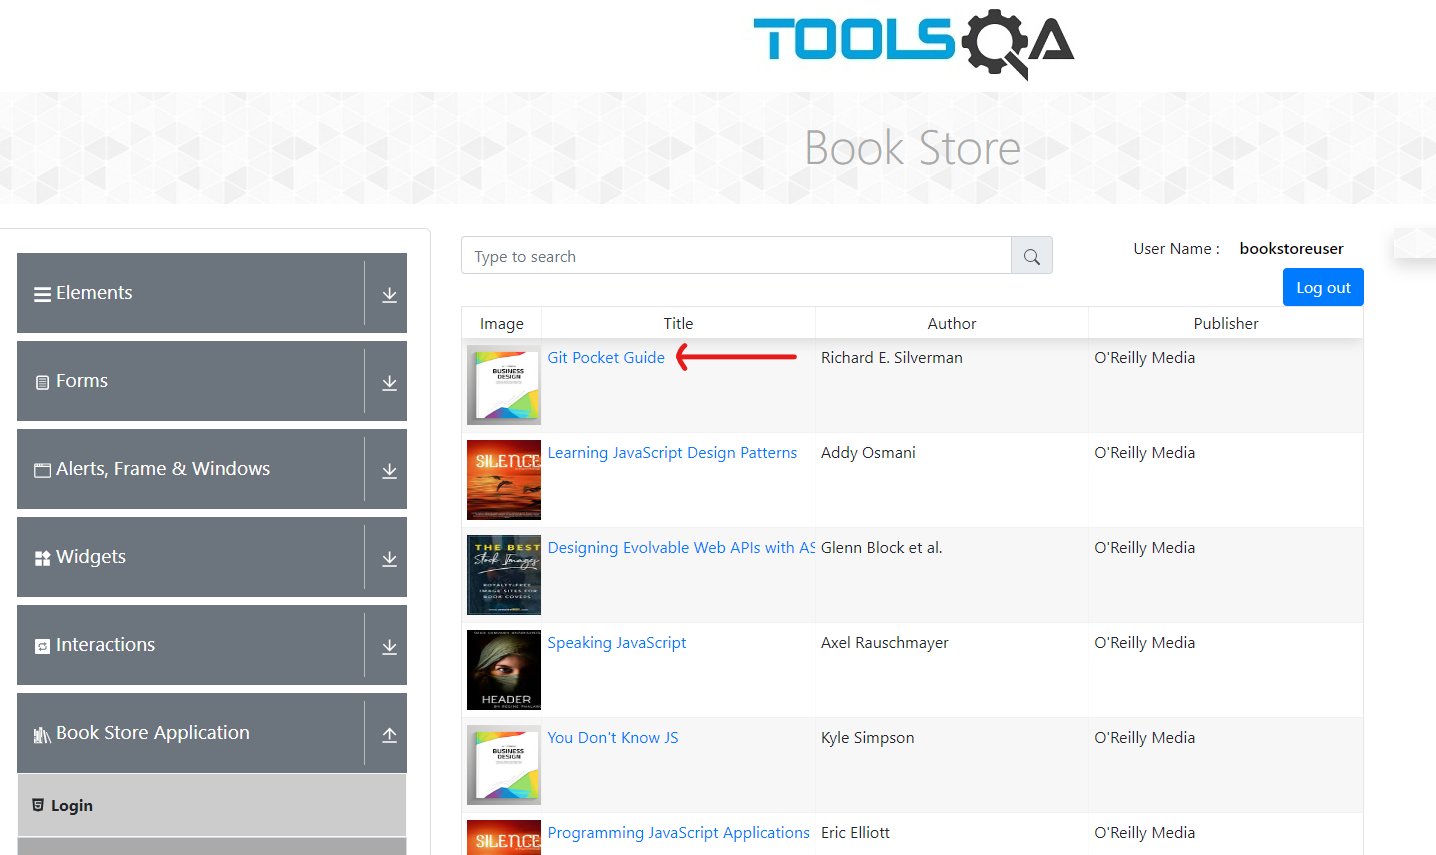 TOOLSQA
Book Store
Type to search
User Name : bookstoreuser
Log out
Elements
Forms
Alerts, Frame & Windows
Widgets
Interactions
Book Store Application
Login
Image Title Author Publisher
BUSINESS
DESIGN
Git Pocket Guide Richard E. Silverman O'Reilly Media
SILENCE
Learning JavaScript Design Patterns Addy Osmani O'Reilly Media
THE BEST
Stock Images
ROYALTY-FREE
IMAGE SITES FOR
BOOK COVERS
Designing Evolvable Web APIs with AS Glenn Block et al. O'Reilly Media
HEADER
Speaking JavaScript Axel Rauschmayer O'Reilly Media
BUSINESS
DESIGN
You Don't Know JS Kyle Simpson O'Reilly Media
SILENCE
Programming JavaScript Applications Eric Elliott O'Reilly Media